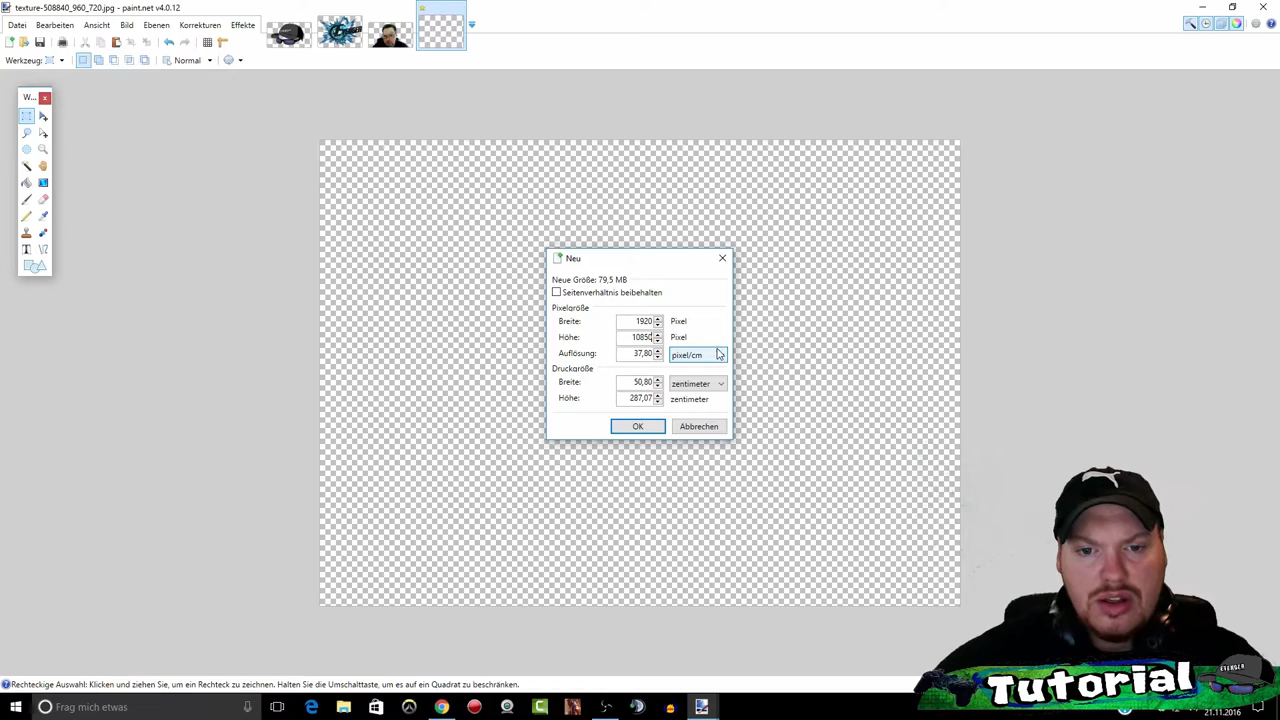 texture-508840_960_720.jpg - paint.net v4.0.12
Datei Bearbeiten Ansicht Bild Ebenen Korrekturen Effekte
Werkzeug: Normal
W...
Neu
Neue Größe: 79,5 MB
Seitenverhältnis beibehalten
Pixelgröße
Breite: 1920 Pixel
Höhe: 10850 Pixel
Auflösung: 37,80 pixel/cm
Druckgröße
Breite: 50,80 zentimeter
Höhe: 287,07 zentimeter
OK Abbrechen
ETERSER
Tutorial
Rechteckige Auswahl: Klicken und ziehen Sie, um ein Rechteck zu zeichnen. Halten Sie die Umschalttaste, um es auf ein Quadrat zu beschränken.
Frag mich etwas
21.11.2016